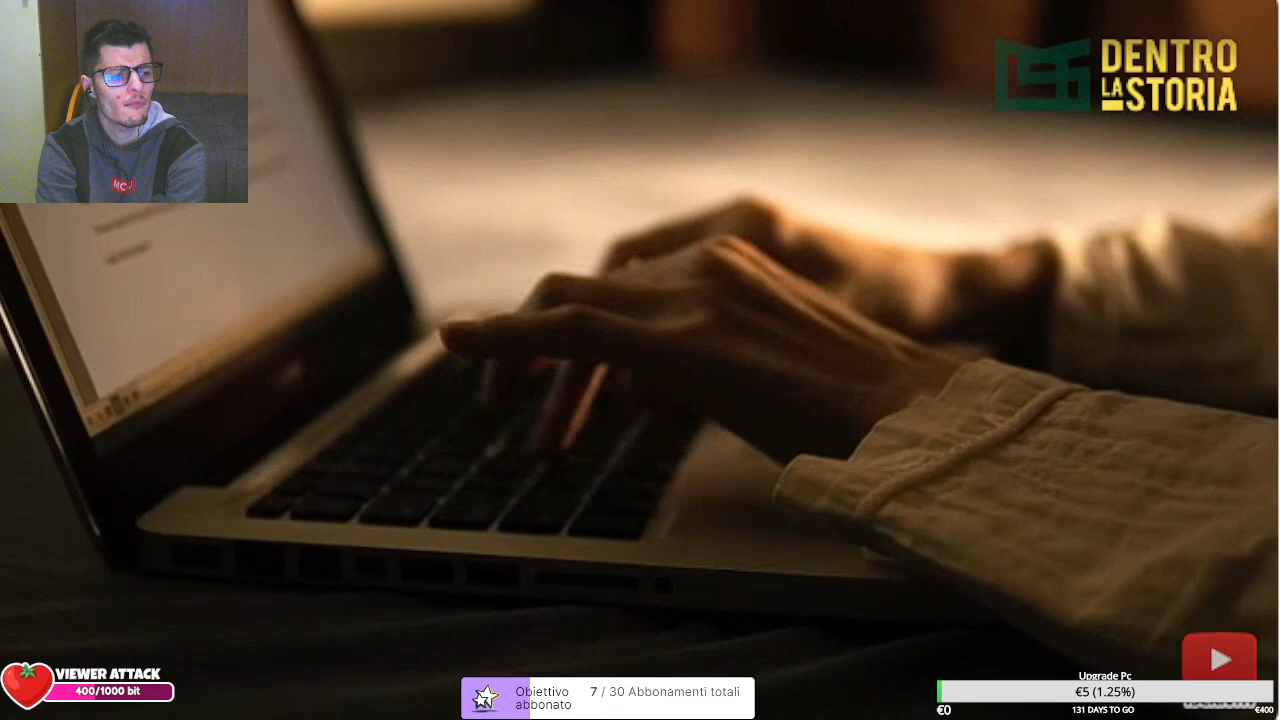 DENTRO
LA STORIA
MCJ
VIEWER ATTACK
400/1000 bit
Obiettivo
abbonato
7 / 30 Abbonamenti totali
Upgrade Pc
€5 (1.25%)
€0
131 DAYS TO GO
€400